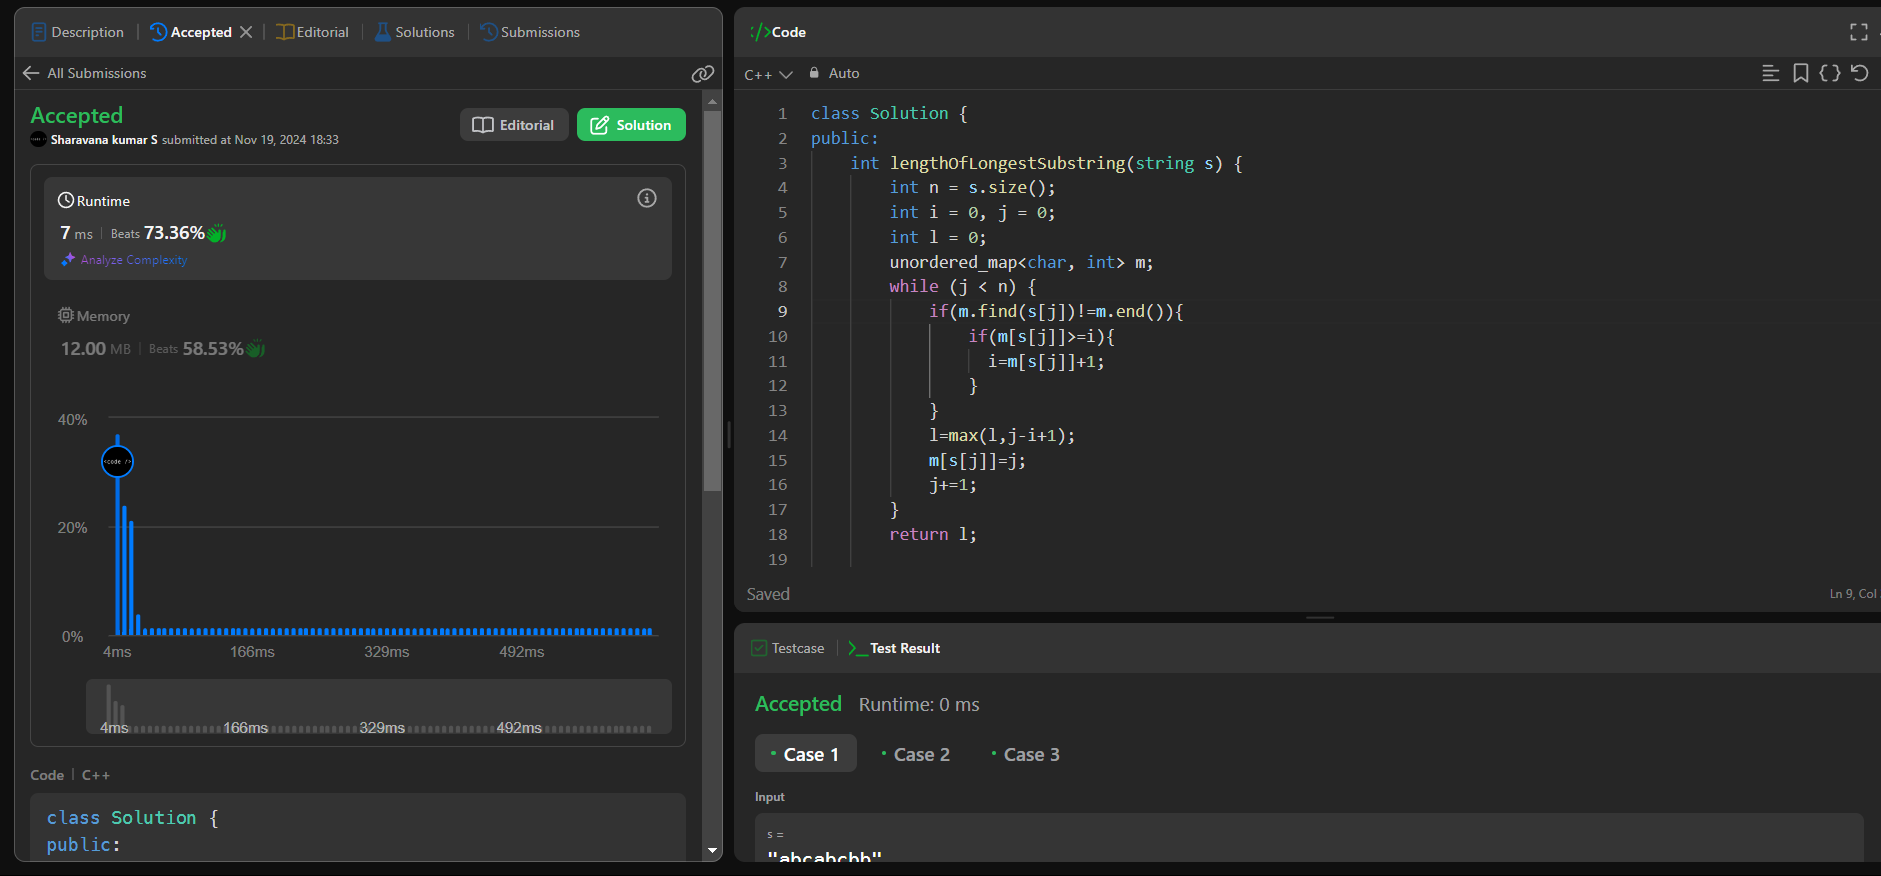 Description | Accepted | Editorial | Solutions | Submissions
All Submissions
Accepted
Sharavana kumar S submitted at Nov 19, 2024 18:33
Editorial
Solution
Runtime
7 ms | Beats 73.36%
Analyze Complexity
Memory
12.00 MB | Beats 58.53%
40%
<code />
20%
0%
4ms 166ms 329ms 492ms
4ms 166ms 329ms 492ms
Code | C++
class Solution {
public:
</>Code
C++ Auto
1 class Solution {
2 public:
3     int lengthOfLongestSubstring(string s) {
4         int n = s.size();
5         int i = 0, j = 0;
6         int l = 0;
7         unordered_map<char, int> m;
8         while (j < n) {
9             if(m.find(s[j])!=m.end()){
10                 if(m[s[j]]>=i){
11                   i=m[s[j]]+1;
12                 }
13             }
14             l=max(l,j-i+1);
15             m[s[j]]=j;
16             j+=1;
17         }
18         return l;
19
Saved
Ln 9, Col
Testcase | >_Test Result
Accepted Runtime: 0 ms
• Case 1 • Case 2 • Case 3
Input
s =
"abcabcbb"